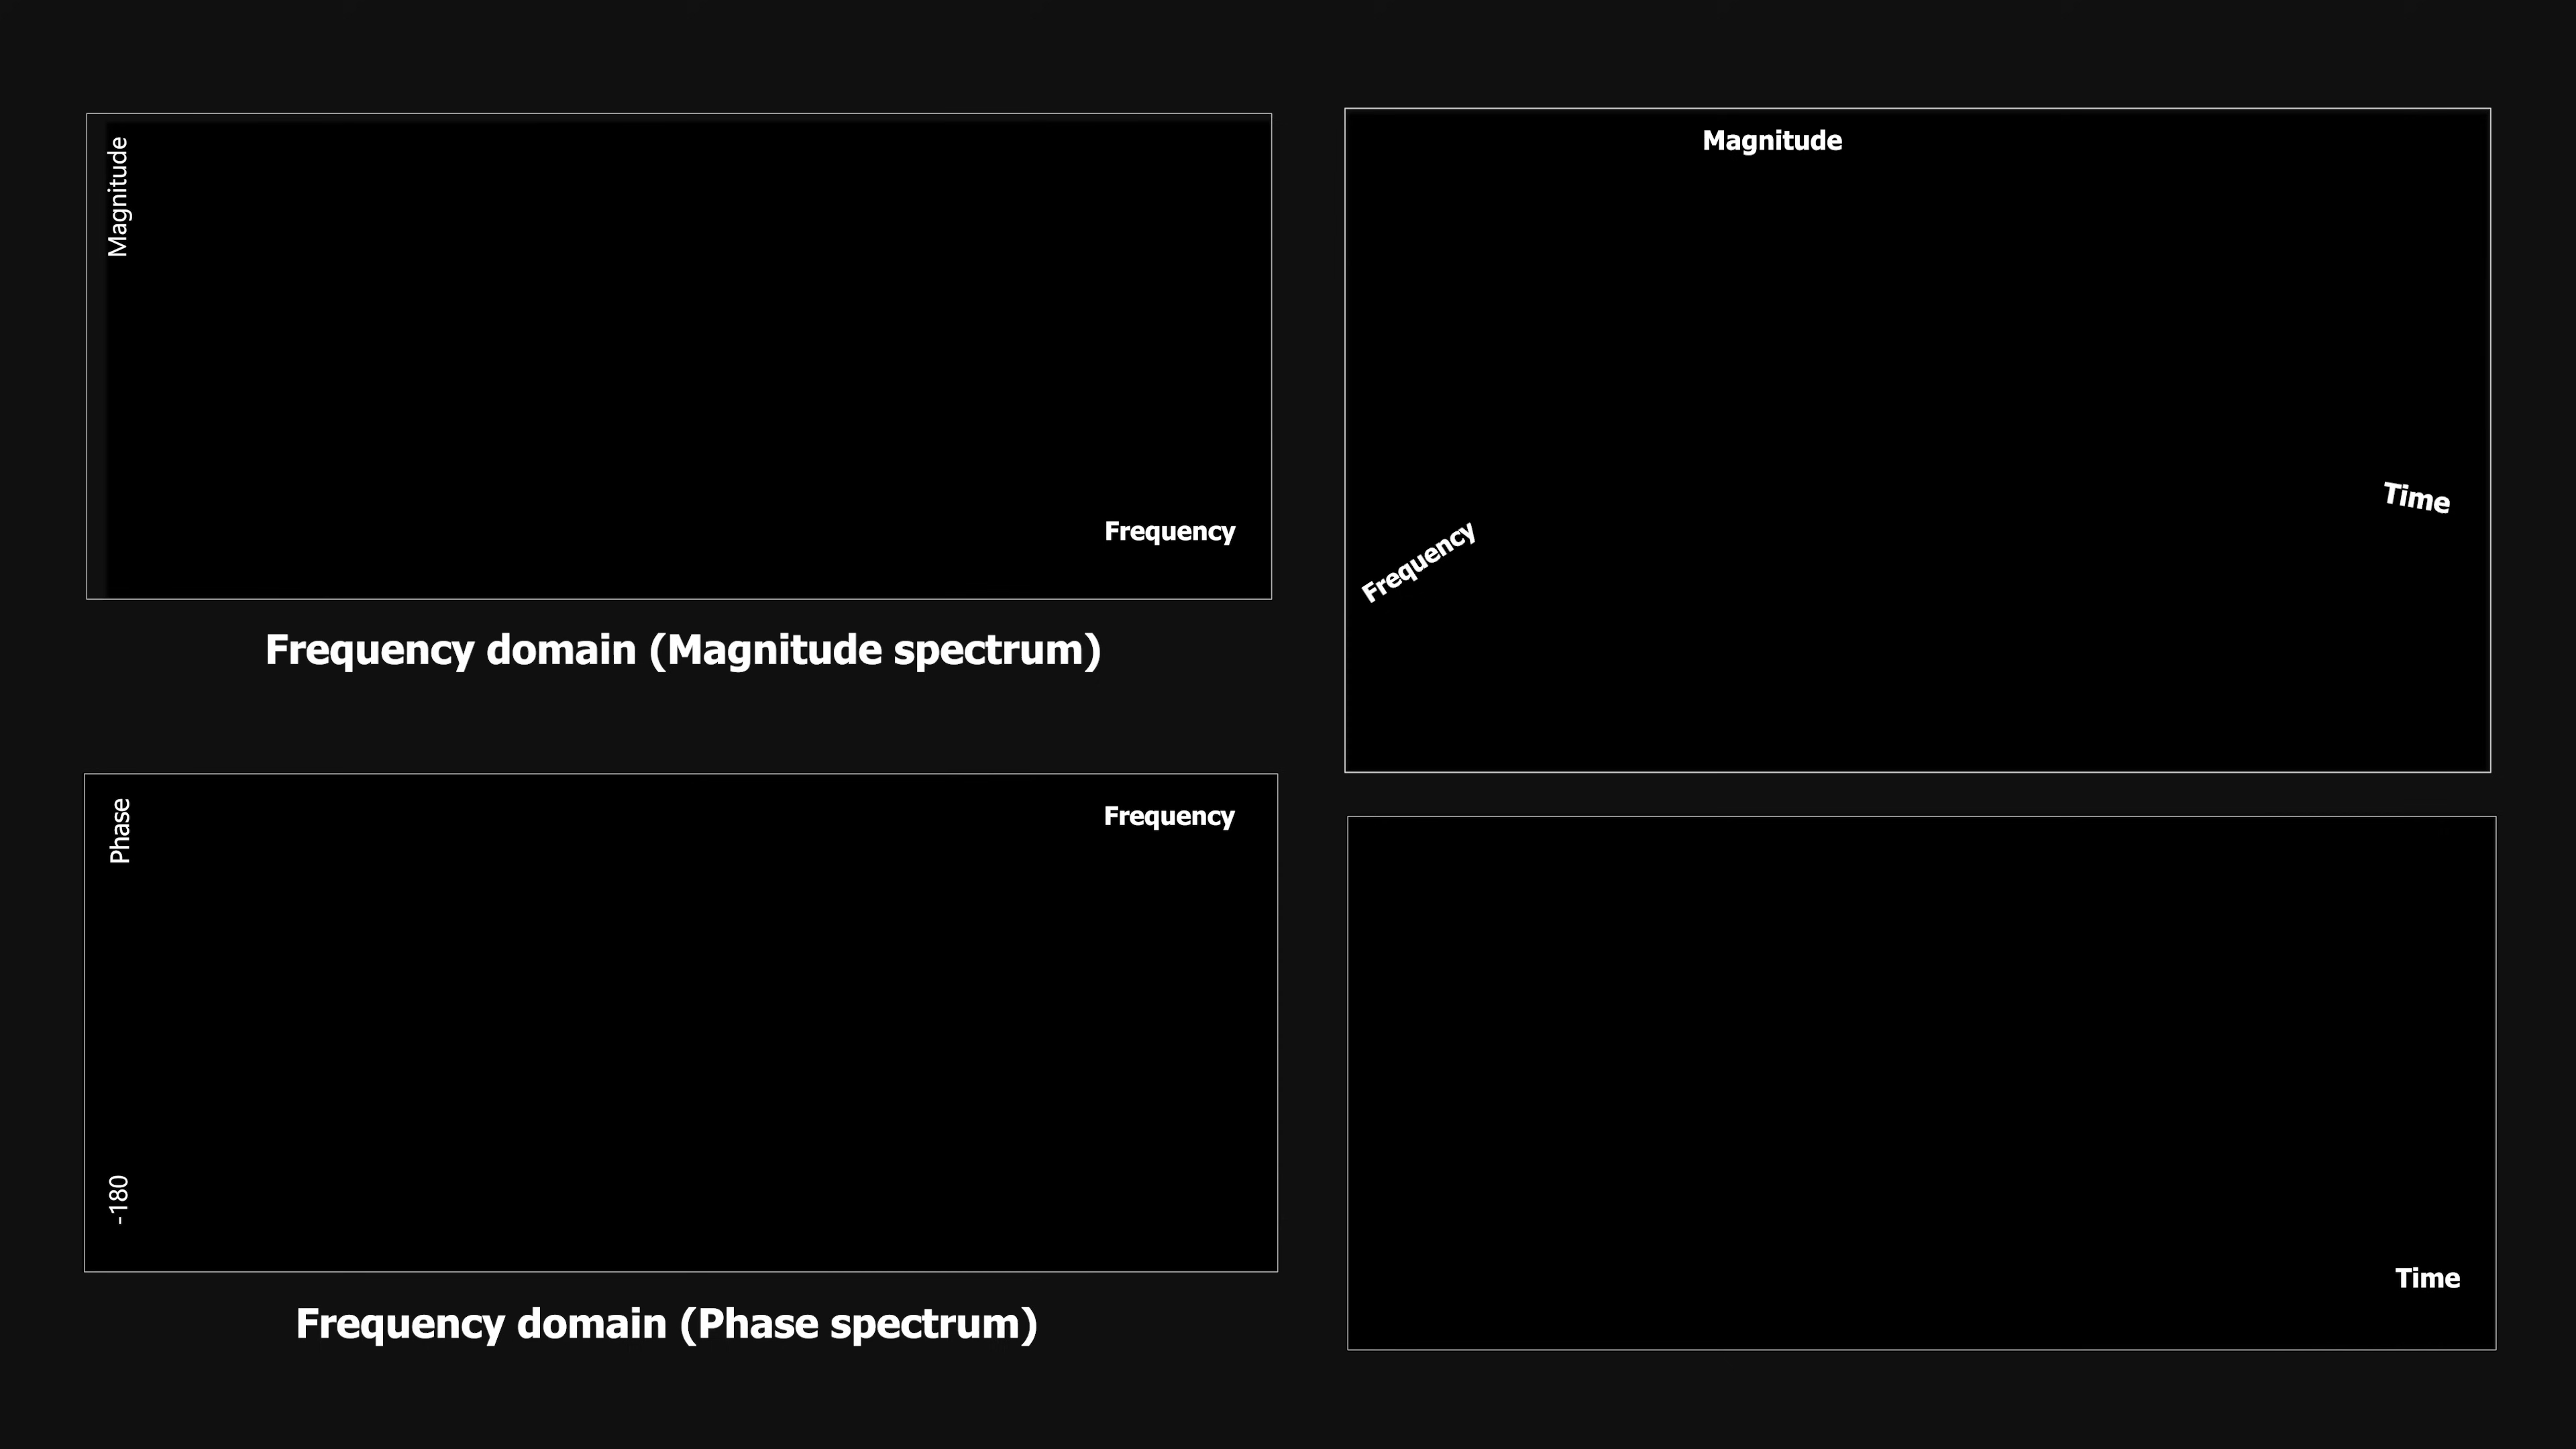 Magnitude
Frequency
Frequency domain (Magnitude spectrum)
Phase
Frequency
-180
Frequency domain (Phase spectrum)
Magnitude
Time
Frequency
Time